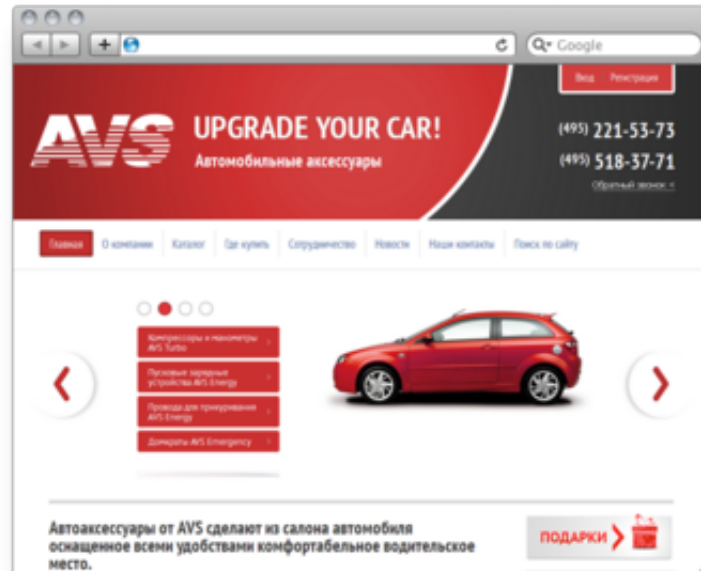 Google
Вход Регистрация
AVS
UPGRADE YOUR CAR!
Автомобильные аксессуары
(495) 221-53-73
(495) 518-37-71
Обратный звонок <
Главная О компании Каталог Где купить Сотрудничество Новости Наши контакты Поиск по сайту
Компрессоры и манометры
AVS Turbo
Пусковые зарядные
устройства AVS Energy
Провода для прикуривания
AVS Energy
Домкраты AVS Emergency
Автоаксессуары от AVS сделают из салона автомобиля
оснащенное всеми удобствами комфортабельное водительское
место.
ПОДАРКИ